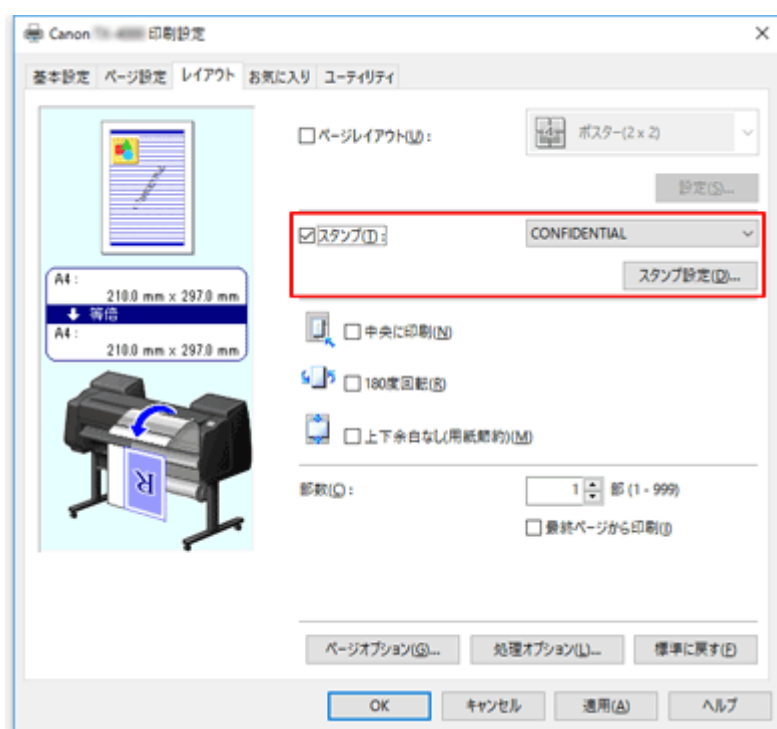 Canon 印刷設定
基本設定 ページ設定 レイアウト お気に入り ユーティリティ
ページレイアウト(U): ポスター(2 x 2)
設定(S)...
スタンプ(T): CONFIDENTIAL
スタンプ設定(D)...
A4 :
210.0 mm x 297.0 mm
等倍
A4 :
210.0 mm x 297.0 mm
中央に印刷(N)
180度回転(R)
上下余白なし(用紙節約)(M)
R
部数(C): 1 部 (1 - 999)
最終ページから印刷(I)
ページオプション(G)... 処理オプション(L)... 標準に戻す(F)
OK キャンセル 適用(A) ヘルプ